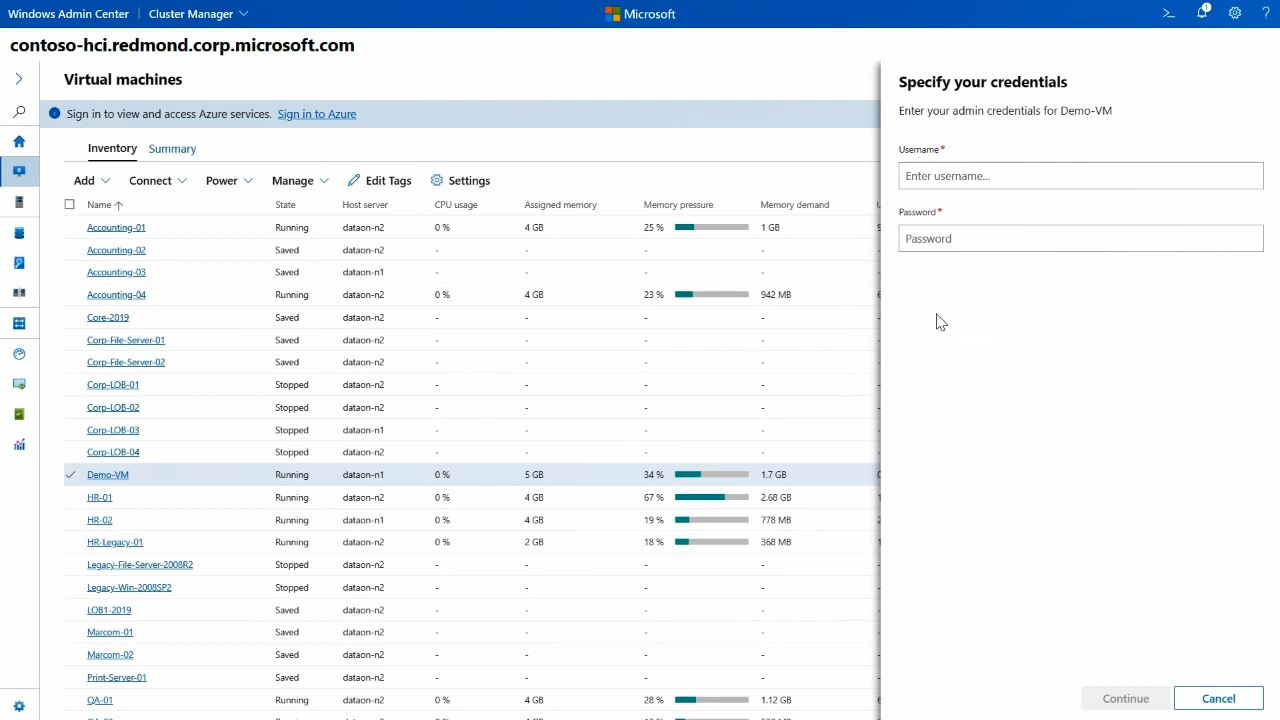 Windows Admin Center | Cluster Manager
Microsoft
1
contoso-hci.redmond.corp.microsoft.com
Virtual machines
Sign in to view and access Azure services. Sign in to Azure
Inventory Summary
Add Connect Power Manage Edit Tags Settings
Name State Host server CPU usage Assigned memory Memory pressure Memory demand
Accounting-01 Running dataon-n2 0 % 4 GB 25 % 1 GB
Accounting-02 Saved dataon-n2 - - - -
Accounting-03 Saved dataon-n1 - - - -
Accounting-04 Running dataon-n2 0 % 4 GB 23 % 942 MB
Core-2019 Saved dataon-n2 - - - -
Corp-File-Server-01 Saved dataon-n2 - - - -
Corp-File-Server-02 Saved dataon-n2 - - - -
Corp-LOB-01 Stopped dataon-n2 - - - -
Corp-LOB-02 Stopped dataon-n2 - - - -
Corp-LOB-03 Stopped dataon-n1 - - - -
Corp-LOB-04 Stopped dataon-n2 - - - -
Demo-VM Running dataon-n1 0 % 5 GB 34 % 1.7 GB
HR-01 Running dataon-n2 0 % 4 GB 67 % 2.68 GB
HR-02 Running dataon-n1 0 % 4 GB 19 % 778 MB
HR-Legacy-01 Running dataon-n2 0 % 2 GB 18 % 368 MB
Legacy-File-Server-2008R2 Stopped dataon-n2 - - - -
Legacy-Win-2008SP2 Stopped dataon-n2 - - - -
LOB1-2019 Saved dataon-n2 - - - -
Marcom-01 Saved dataon-n2 - - - -
Marcom-02 Saved dataon-n2 - - - -
Print-Server-01 Saved dataon-n2 - - - -
QA-01 Running dataon-n2 0 % 4 GB 28 % 1.12 GB
Specify your credentials
Enter your admin credentials for Demo-VM
Username*
Enter username...
Password*
Password
Continue Cancel